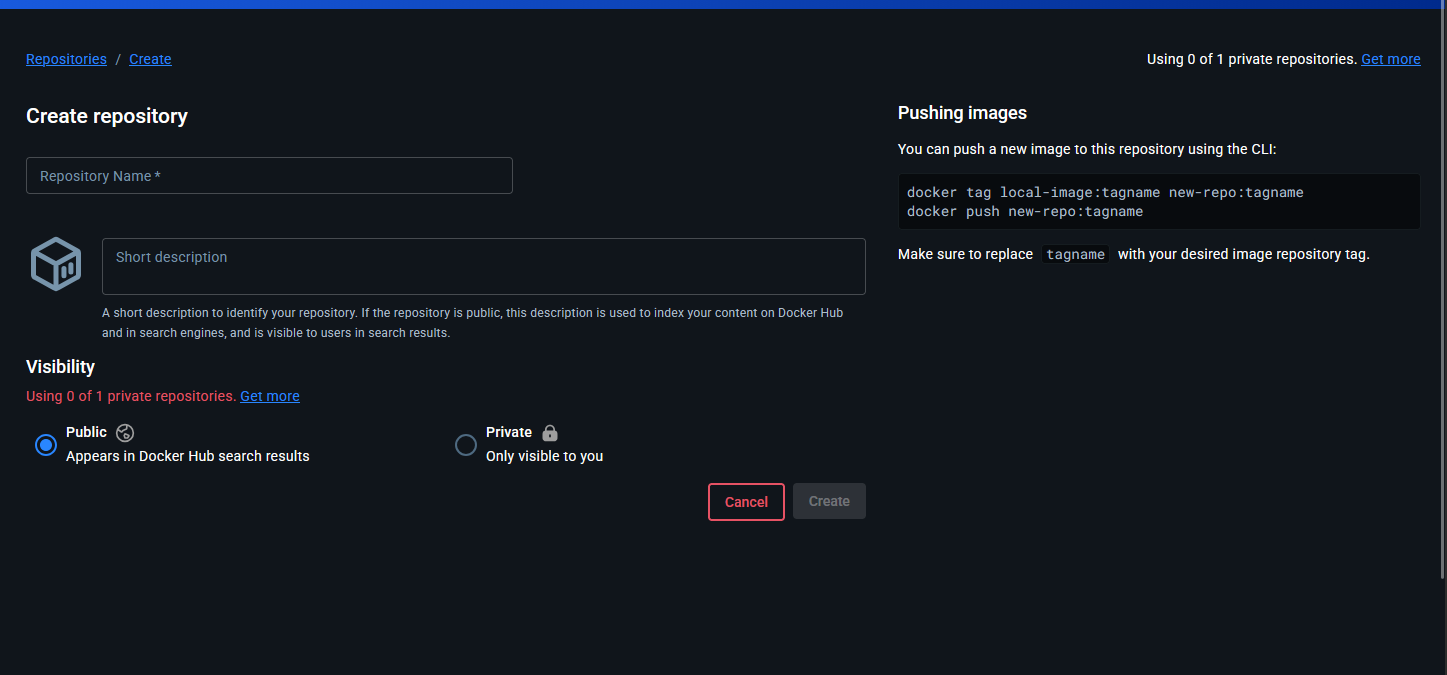 Repositories / Create
Using 0 of 1 private repositories. Get more
Create repository
Repository Name *
Short description
A short description to identify your repository. If the repository is public, this description is used to index your content on Docker Hub
and in search engines, and is visible to users in search results.
Visibility
Using 0 of 1 private repositories. Get more
Public
Appears in Docker Hub search results
Private
Only visible to you
Cancel
Create
Pushing images
You can push a new image to this repository using the CLI:
docker tag local-image:tagname new-repo:tagname
docker push new-repo:tagname
Make sure to replace tagname with your desired image repository tag.